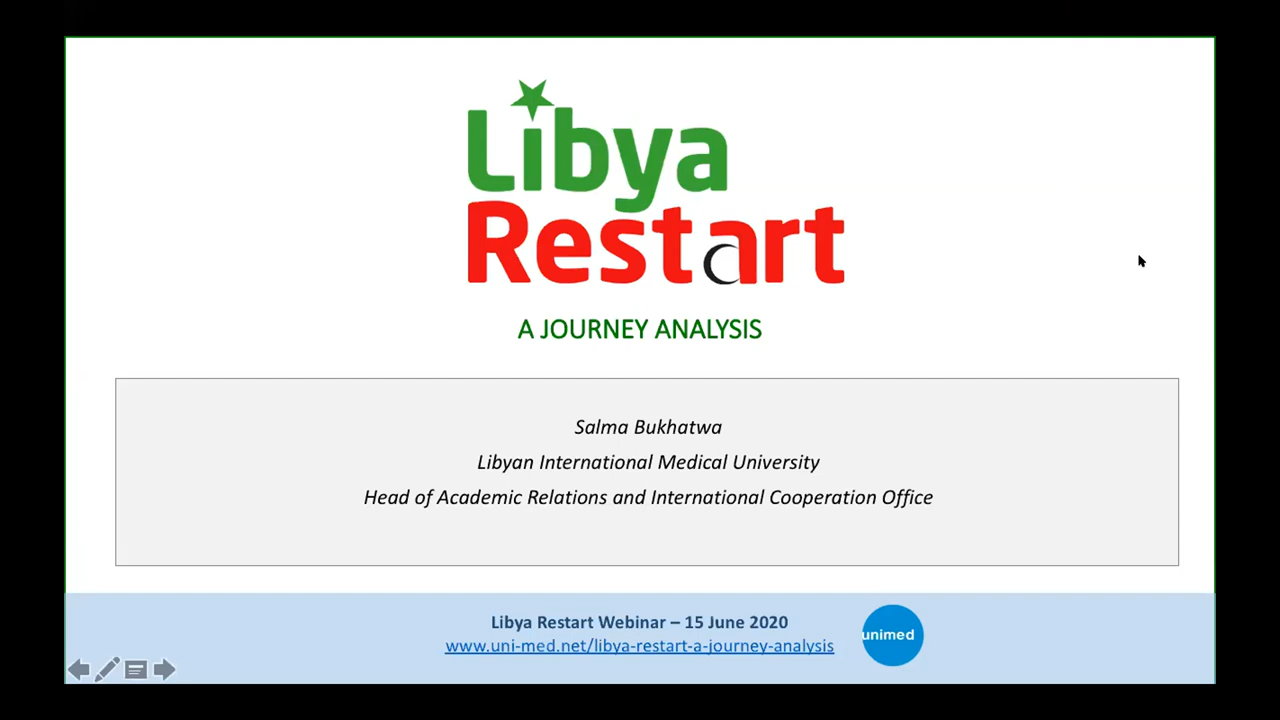 Libya
Restart
A JOURNEY ANALYSIS
Salma Bukhatwa
Libyan International Medical University
Head of Academic Relations and International Cooperation Office
Libya Restart Webinar – 15 June 2020
www.uni-med.net/libya-restart-a-journey-analysis
unimed